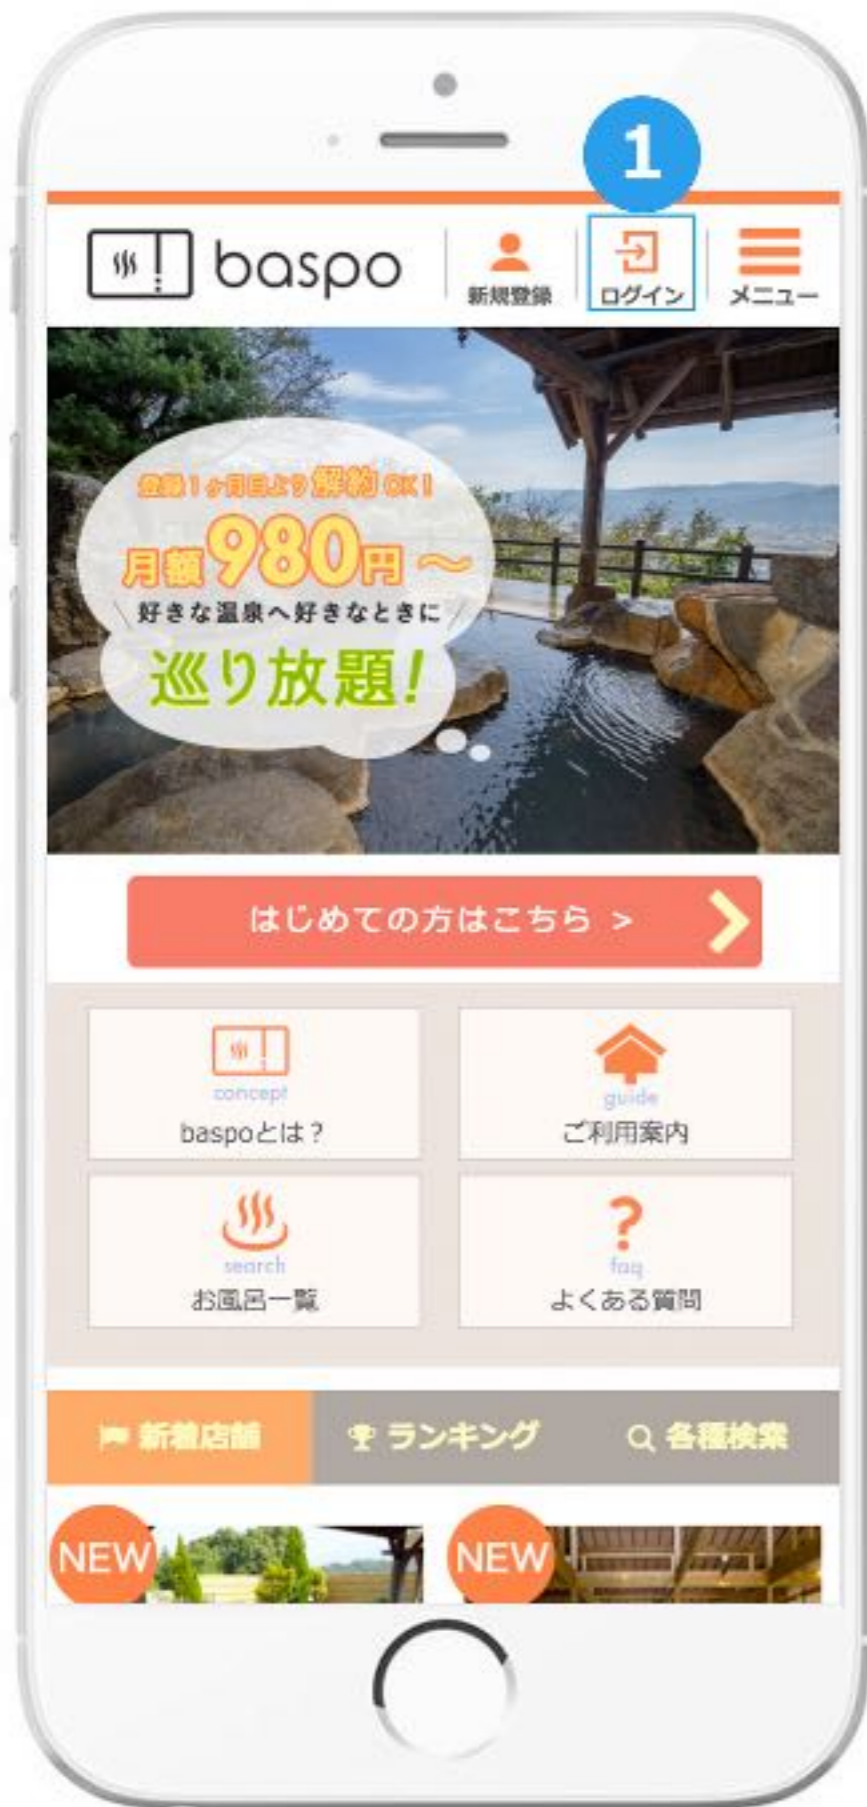 1
baspo
新規登録
ログイン
メニュー
登録1ヶ月目より解約OK!
月額980円～
\ 好きな温泉へ好きなときに /
巡り放題!
はじめての方はこちら >
concept
baspoとは？
guide
ご利用案内
search
お風呂一覧
?
faq
よくある質問
新着店舗
ランキング
各種検索
NEW
NEW